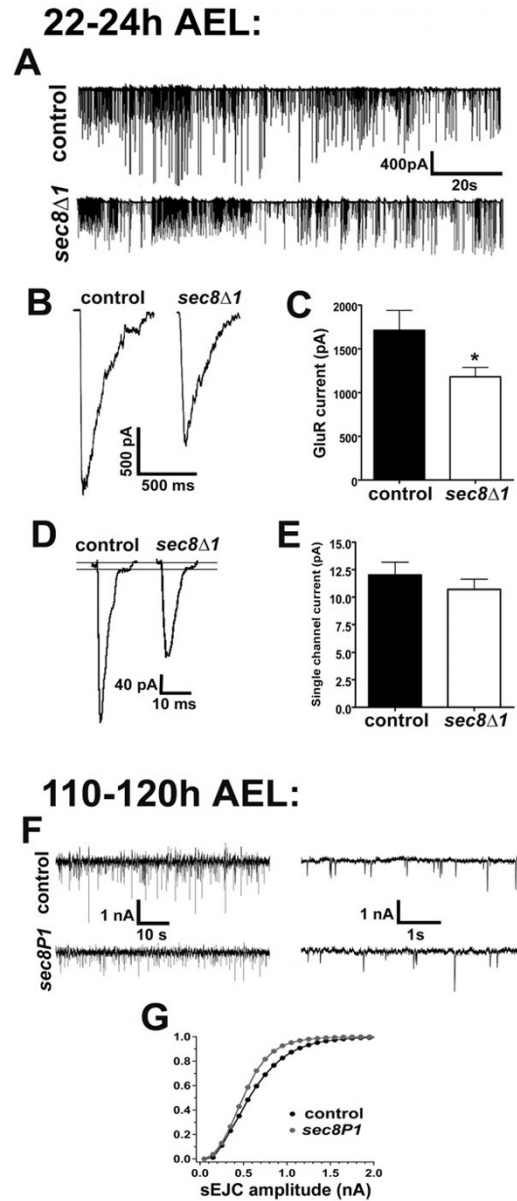 22-24h AEL:
A
control
400pA
20s
sec8Δ1
B
control sec8Δ1
500 pA
500 ms
C
GluR current (pA)
2000
1500
1000
500
0
*
control sec8Δ1
D
control sec8Δ1
40 pA
10 ms
E
Single channel current (pA)
15.0
12.5
10.0
7.5
5.0
2.5
0.0
control sec8Δ1
110-120h AEL:
F
control
1 nA
10 s
1 nA
1s
sec8P1
G
1.0
0.8
0.6
0.4
0.2
0.0
control
sec8P1
0.0 0.5 1.0 1.5 2.0
sEJC amplitude (nA)